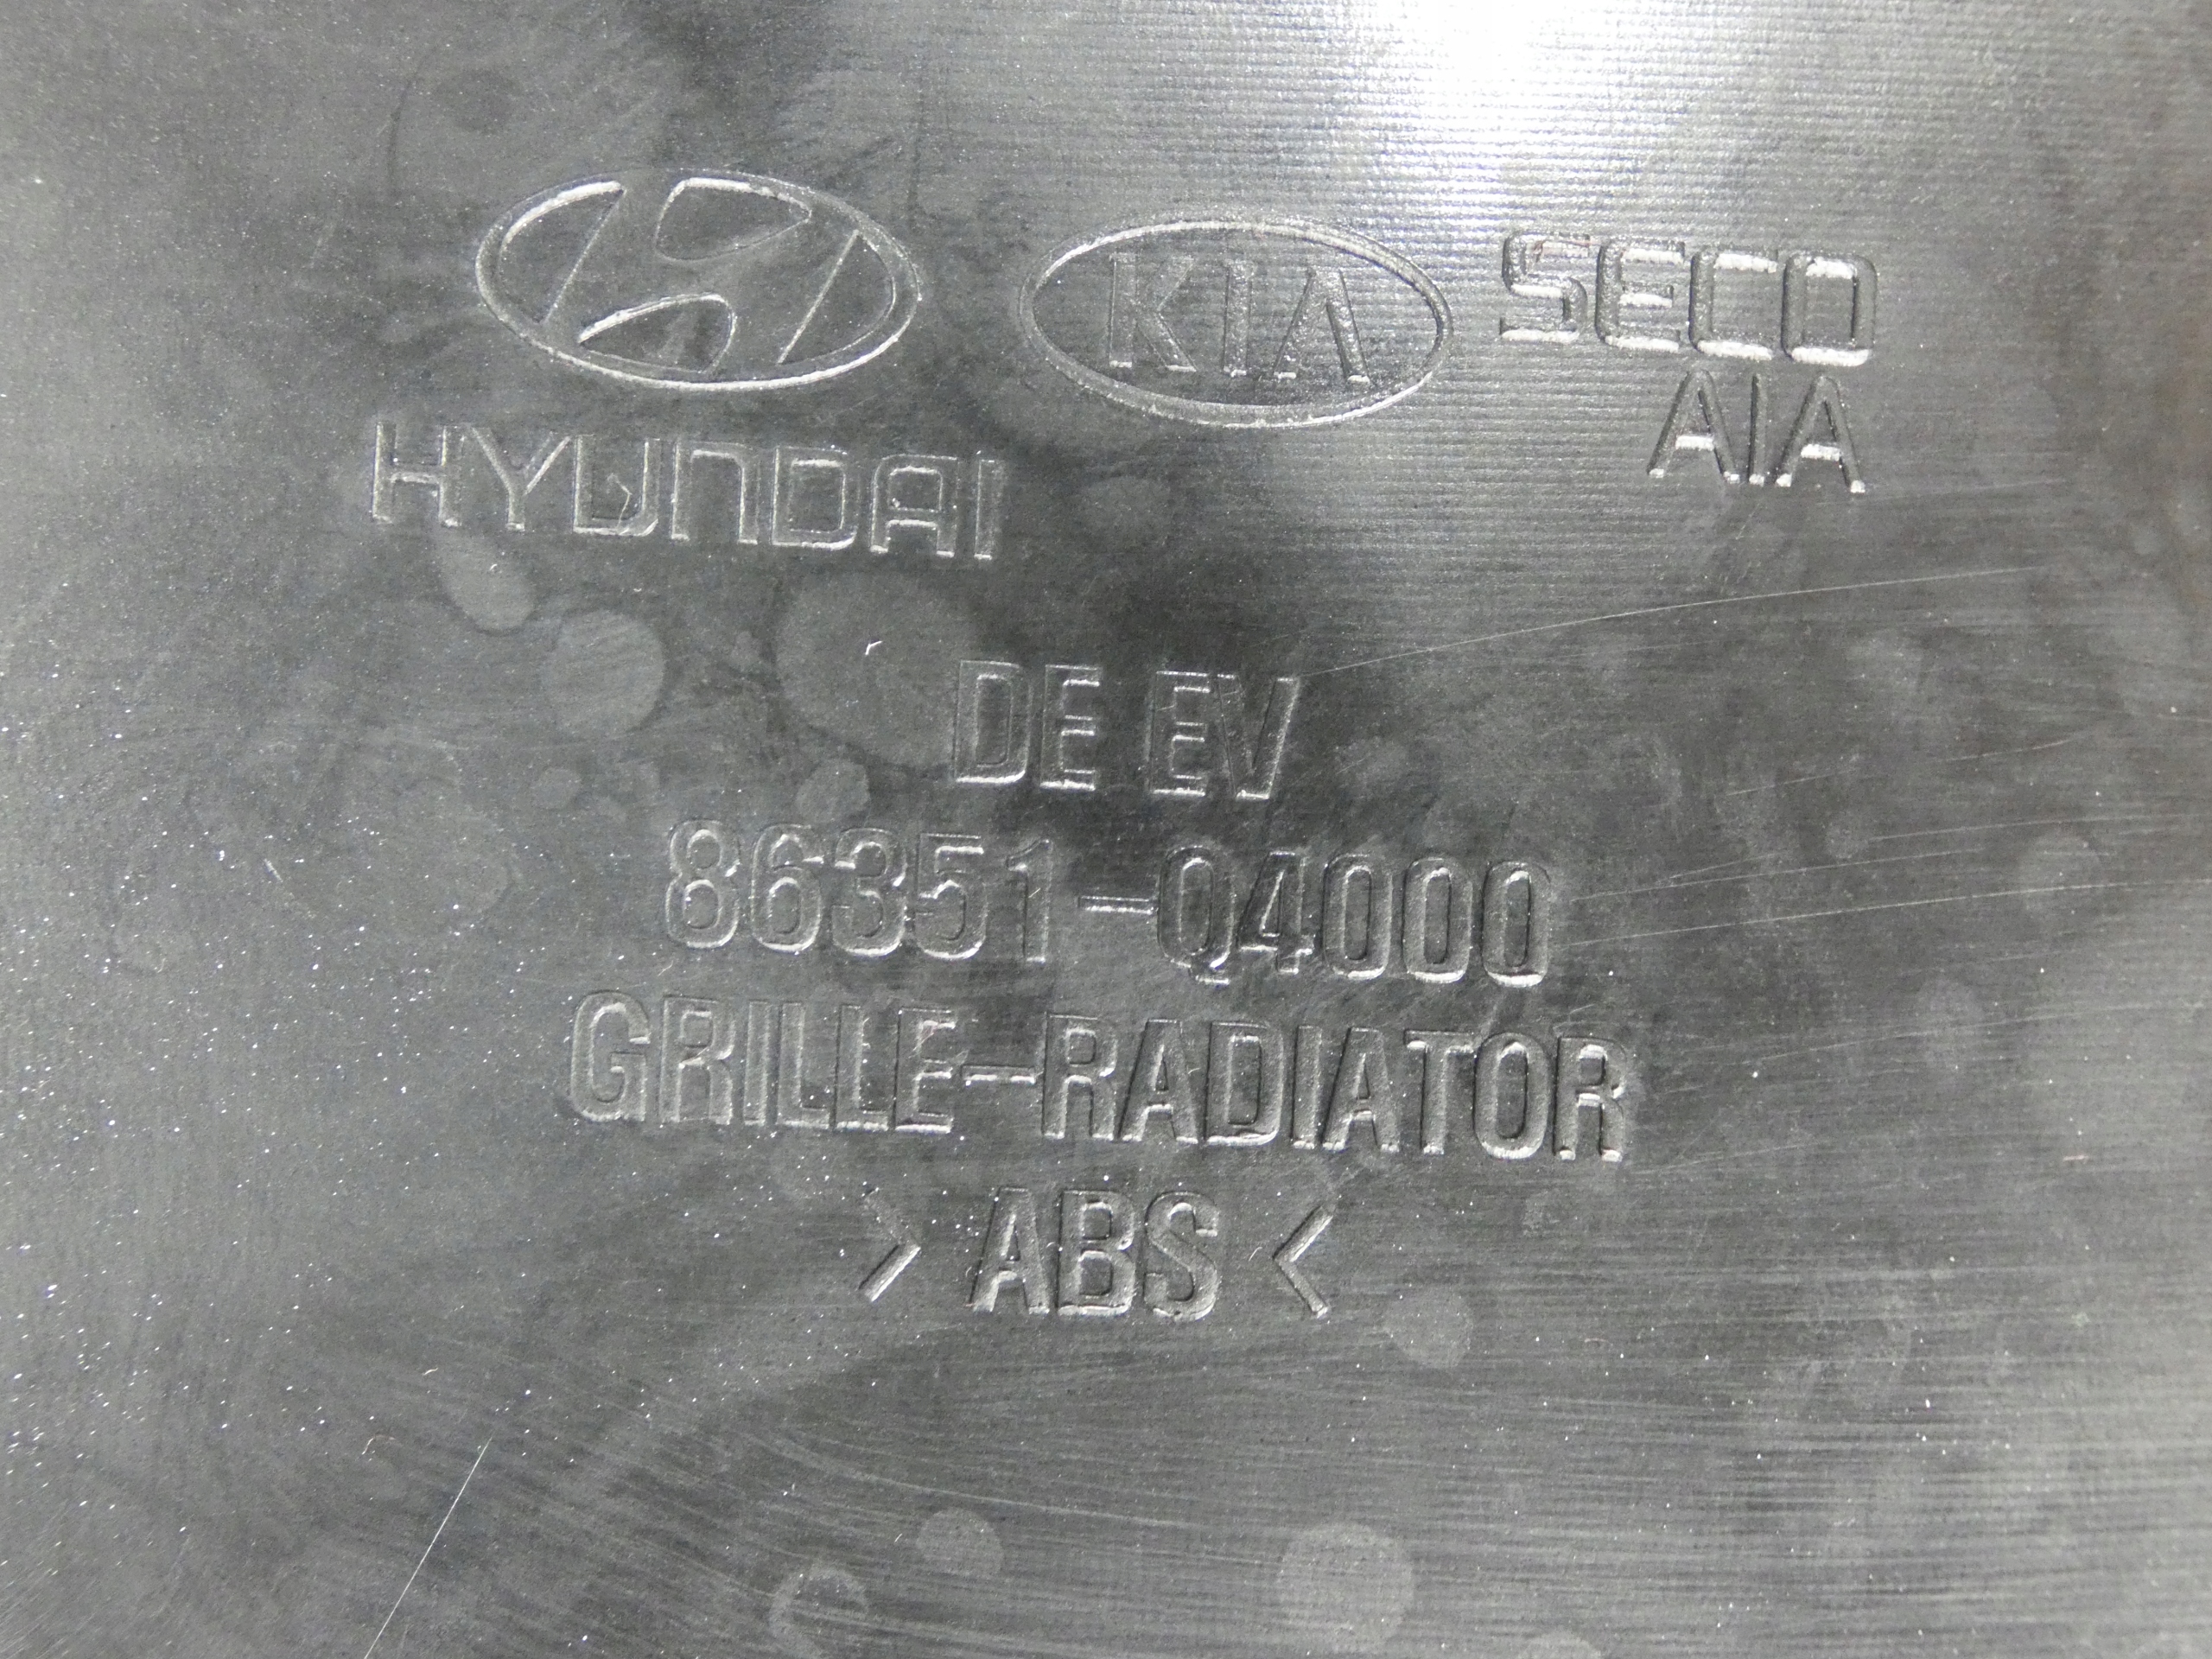 KIA SECO
AIA
HYUNDAI
DE EV
86351-Q4000
GRILLE-RADIATOR
>ABS<